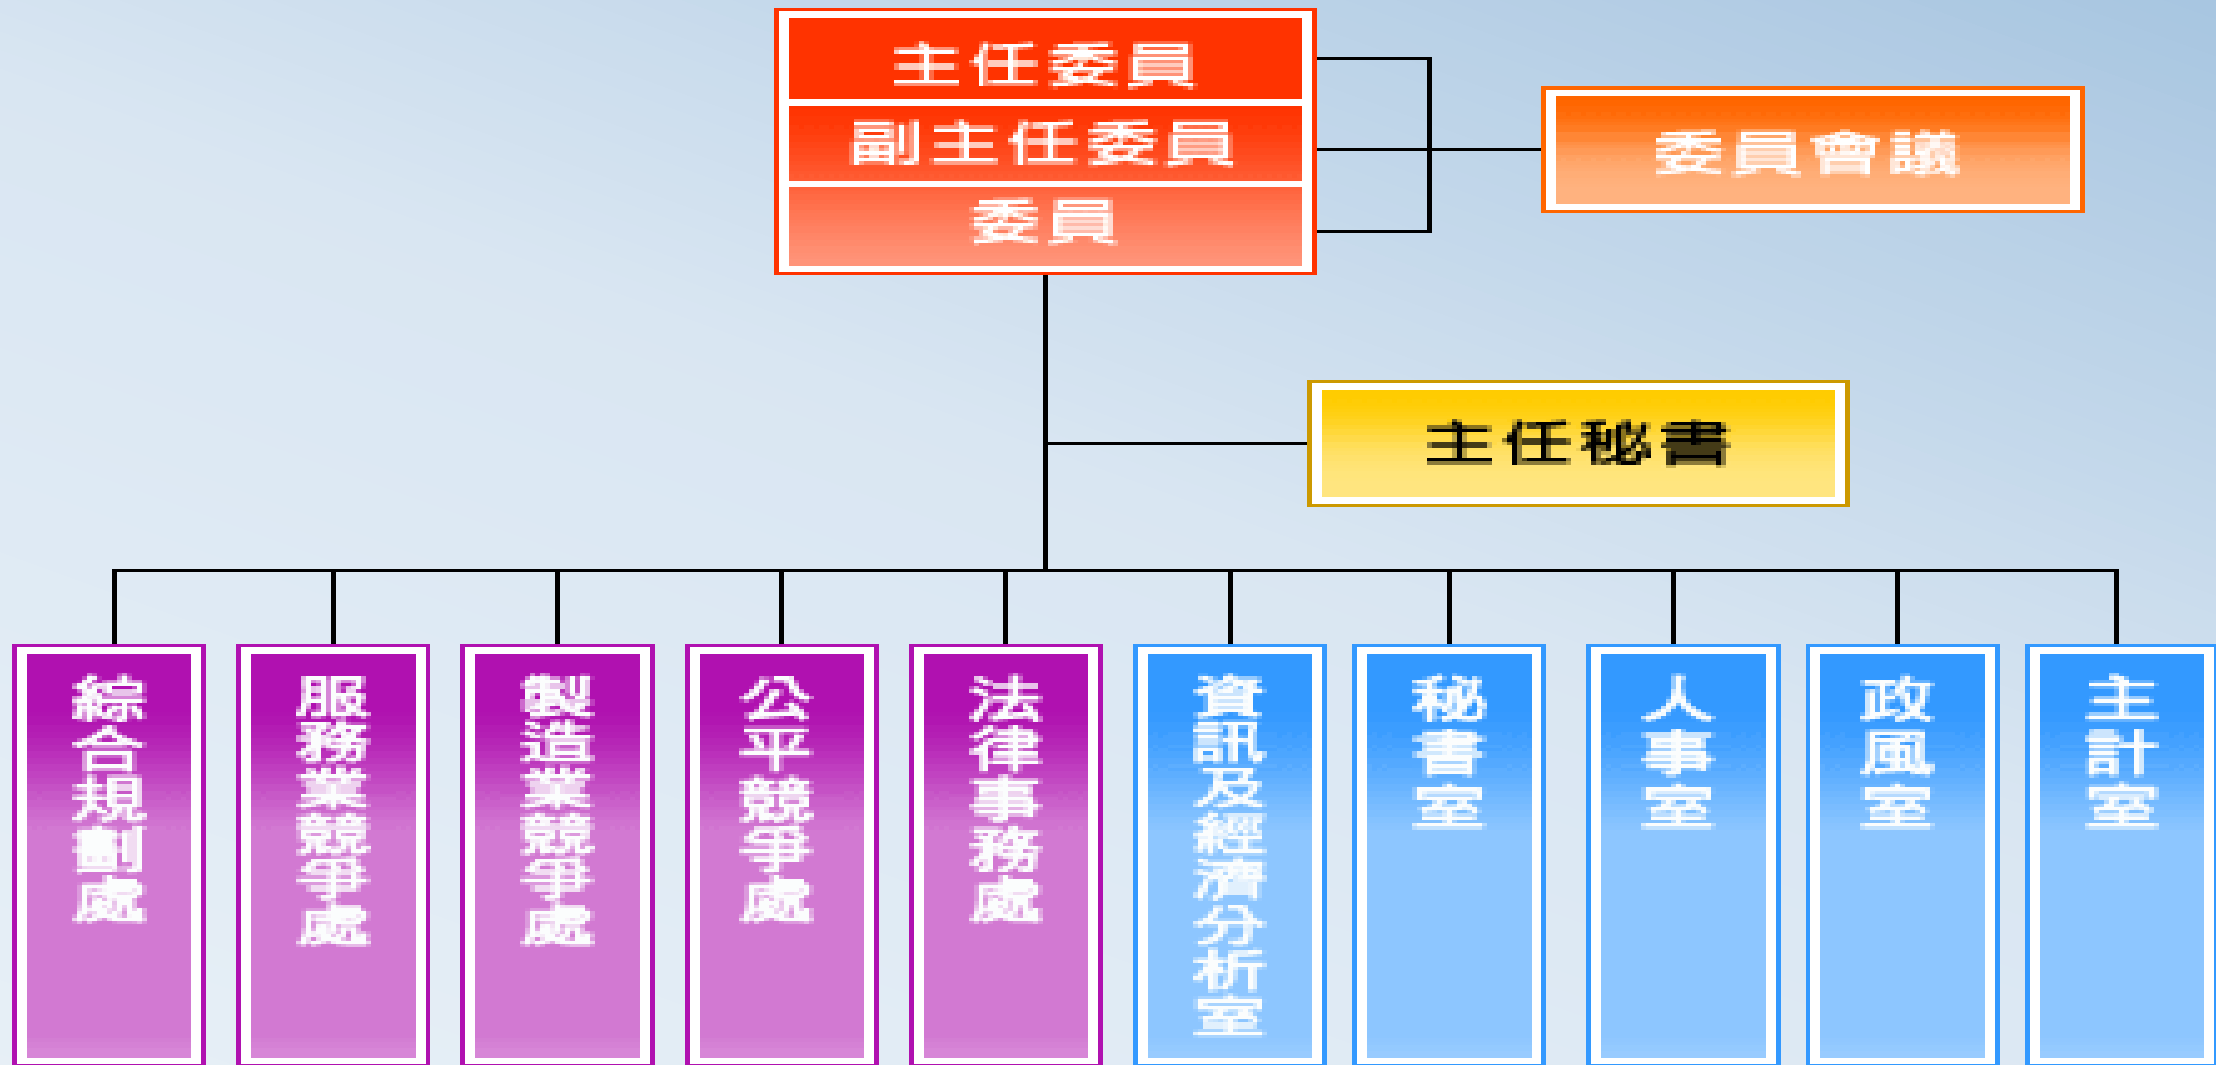 主任委員
副主任委員
委員
委員會議
主任秘書
綜合規劃處
服務業競爭處
製造業競爭處
公平競爭處
法律事務處
資訊及經濟分析室
秘書室
人事室
政風室
主計室